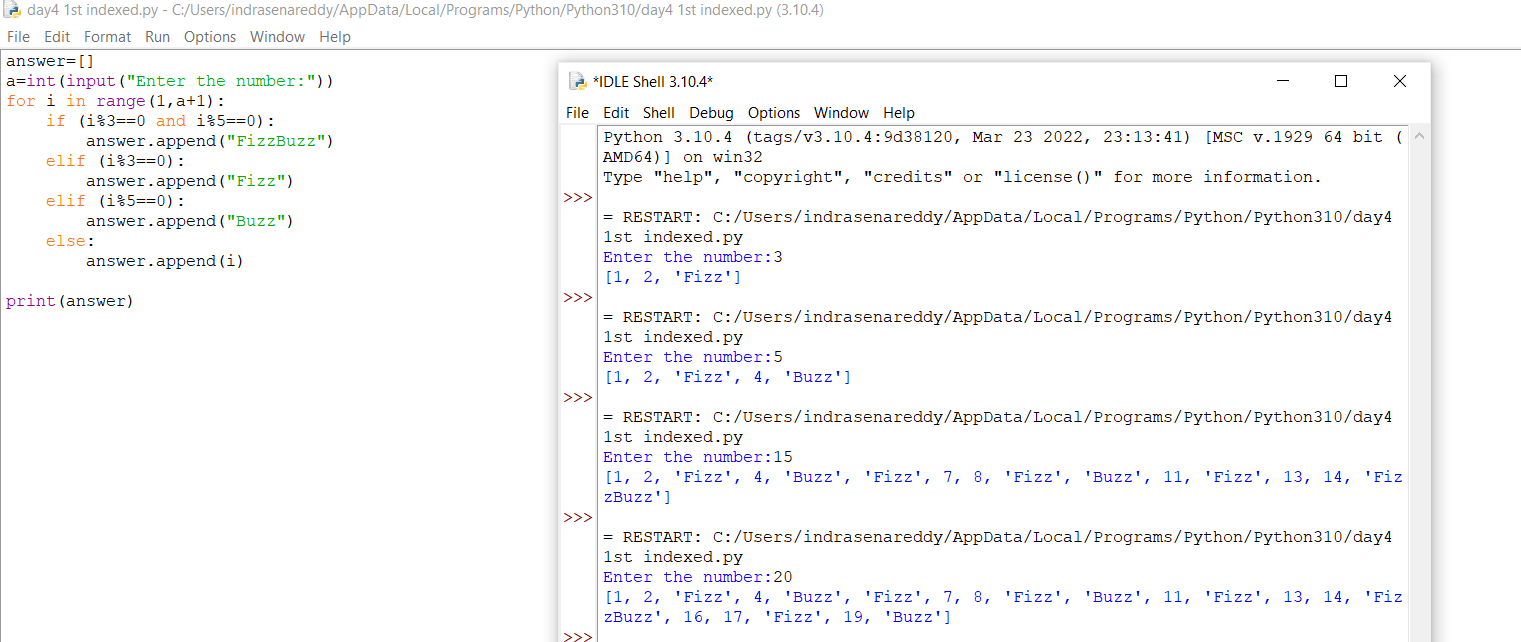 day4 1st indexed.py - C:/Users/indrasenareddy/AppData/Local/Programs/Python/Python310/day4 1st indexed.py (3.10.4)
File Edit Format Run Options Window Help
answer=[]
a=int(input("Enter the number:"))
for i in range(1,a+1):
    if (i%3==0 and i%5==0):
        answer.append("FizzBuzz")
    elif (i%3==0):
        answer.append("Fizz")
    elif (i%5==0):
        answer.append("Buzz")
    else:
        answer.append(i)
print(answer)
*IDLE Shell 3.10.4*
File Edit Shell Debug Options Window Help
Python 3.10.4 (tags/v3.10.4:9d38120, Mar 23 2022, 23:13:41) [MSC v.1929 64 bit (
AMD64)] on win32
Type "help", "copyright", "credits" or "license()" for more information.
>>>
= RESTART: C:/Users/indrasenareddy/AppData/Local/Programs/Python/Python310/day4
1st indexed.py
Enter the number:3
[1, 2, 'Fizz']
>>>
= RESTART: C:/Users/indrasenareddy/AppData/Local/Programs/Python/Python310/day4
1st indexed.py
Enter the number:5
[1, 2, 'Fizz', 4, 'Buzz']
>>>
= RESTART: C:/Users/indrasenareddy/AppData/Local/Programs/Python/Python310/day4
1st indexed.py
Enter the number:15
[1, 2, 'Fizz', 4, 'Buzz', 'Fizz', 7, 8, 'Fizz', 'Buzz', 11, 'Fizz', 13, 14, 'Fiz
zBuzz']
>>>
= RESTART: C:/Users/indrasenareddy/AppData/Local/Programs/Python/Python310/day4
1st indexed.py
Enter the number:20
[1, 2, 'Fizz', 4, 'Buzz', 'Fizz', 7, 8, 'Fizz', 'Buzz', 11, 'Fizz', 13, 14, 'Fiz
zBuzz', 16, 17, 'Fizz', 19, 'Buzz']
>>>